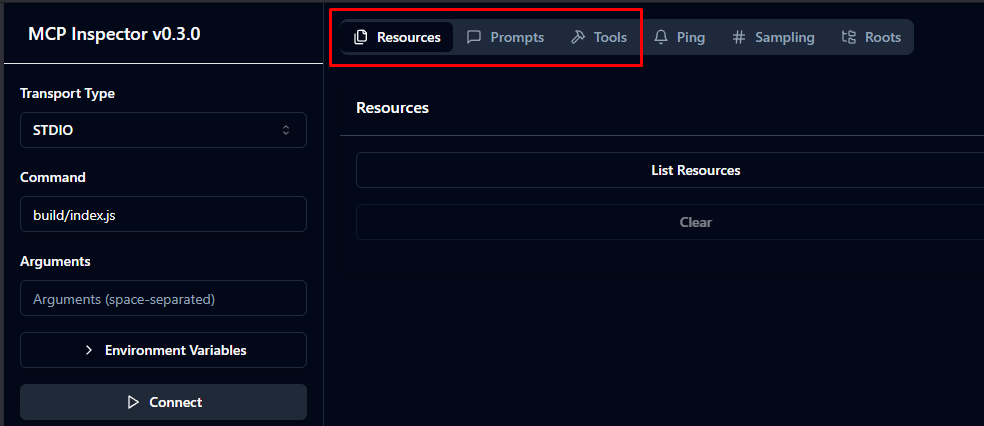 MCP Inspector v0.3.0
Resources Prompts Tools Ping Sampling Roots
Transport Type
STDIO
Command
build/index.js
Arguments
Arguments (space-separated)
Environment Variables
Connect
Resources
List Resources
Clear